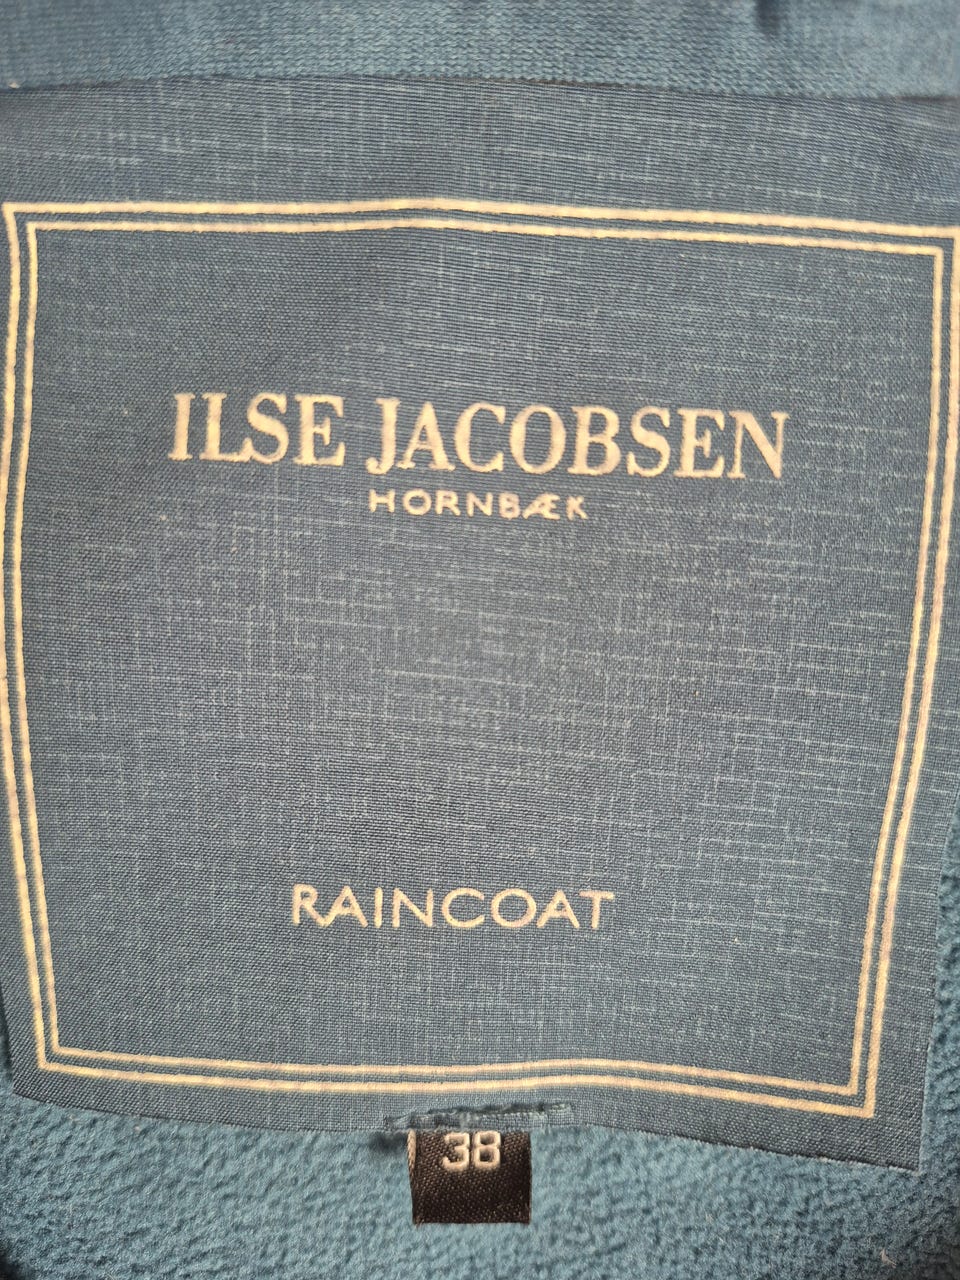 ILSE JACOBSEN
HORNBÆK
RAINCOAT
38